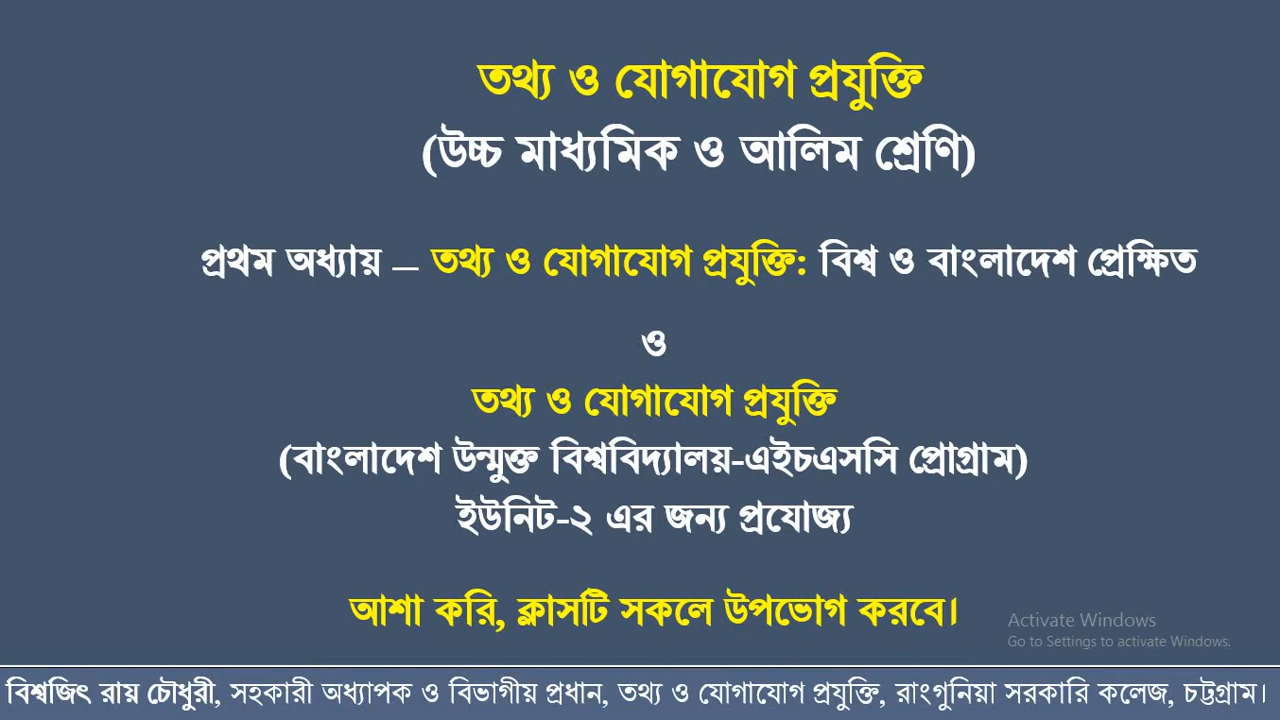 তথ্য ও যোগাযোগ প্রযুক্তি
(উচ্চ মাধ্যমিক ও আলিম শ্রেণি)
প্রথম অধ্যায় – তথ্য ও যোগাযোগ প্রযুক্তি: বিশ্ব ও বাংলাদেশ প্রেক্ষিত
ও
তথ্য ও যোগাযোগ প্রযুক্তি
(বাংলাদেশ উন্মুক্ত বিশ্ববিদ্যালয়-এইচএসসি প্রোগ্রাম)
ইউনিট-২ এর জন্য প্রযোজ্য
আশা করি, ক্লাসটি সকলে উপভোগ করবে।
Activate Windows
Go to Settings to activate Windows.
বিশ্বজিৎ রায় চৌধুরী, সহকারী অধ্যাপক ও বিভাগীয় প্রধান, তথ্য ও যোগাযোগ প্রযুক্তি, রাংগুনিয়া সরকারি কলেজ, চট্টগ্রাম।